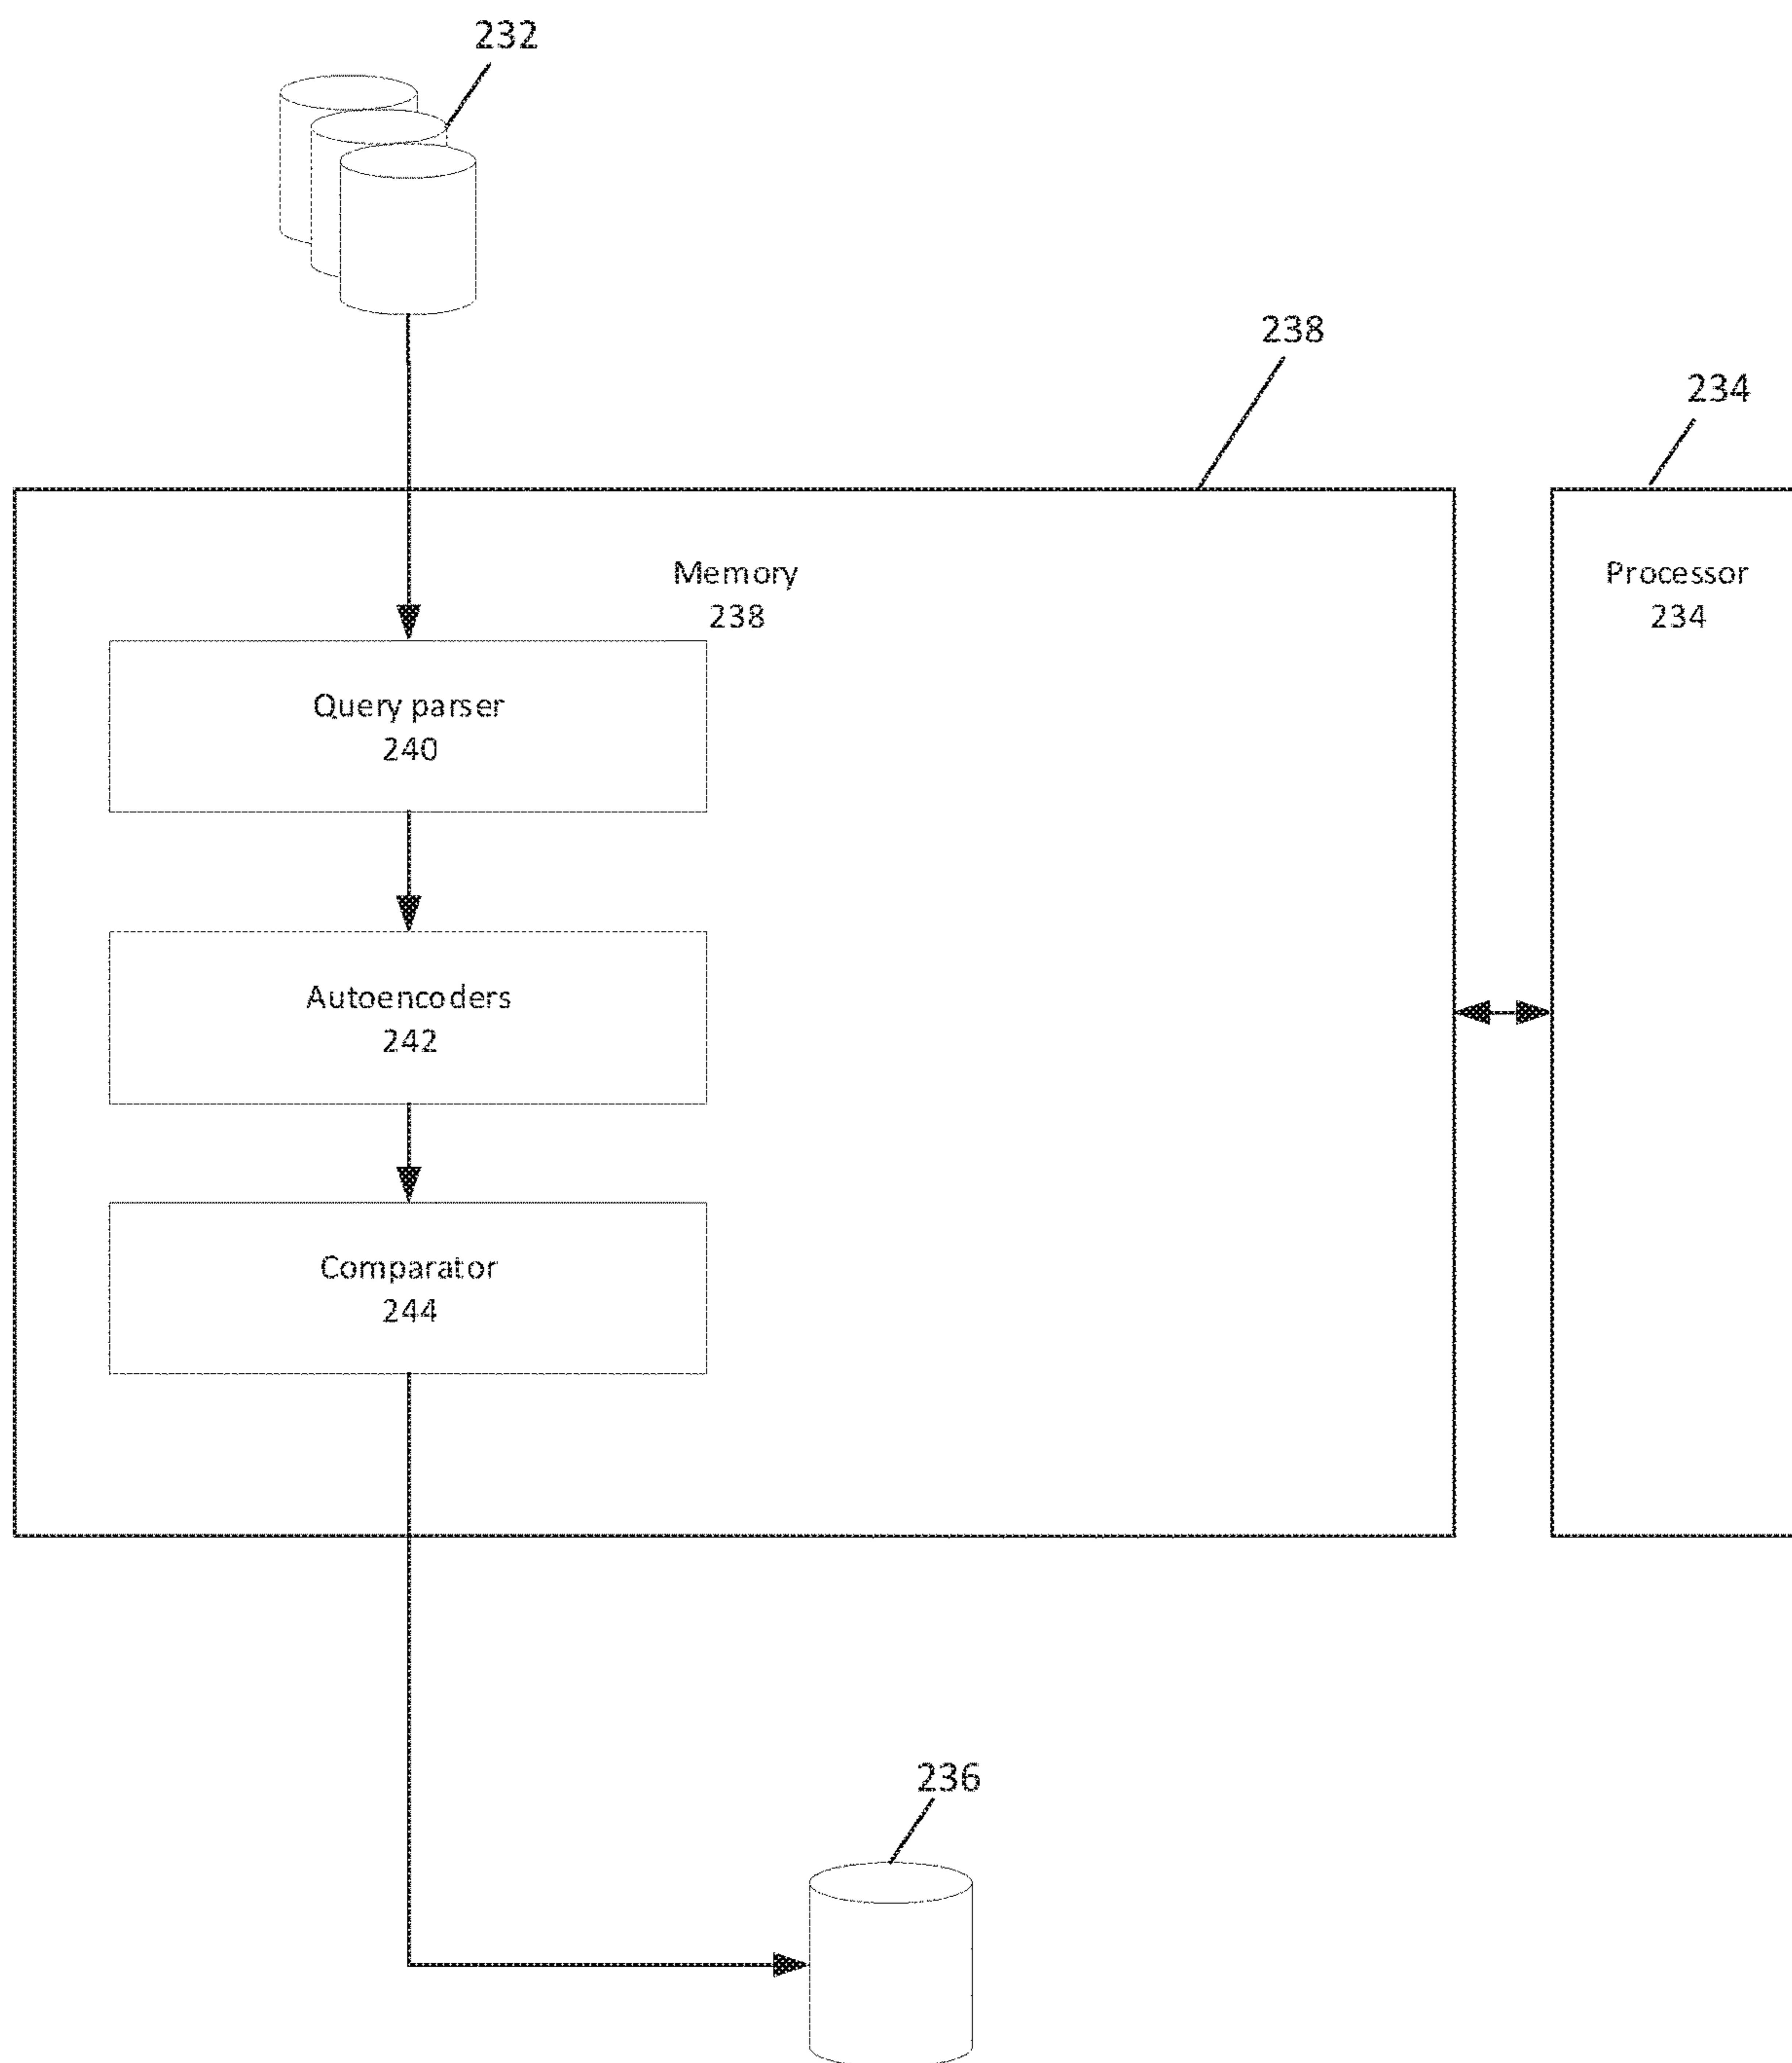 232
238
234
Memory
238
Processor
234
Query parser
240
Autoencoders
242
Comparator
244
236